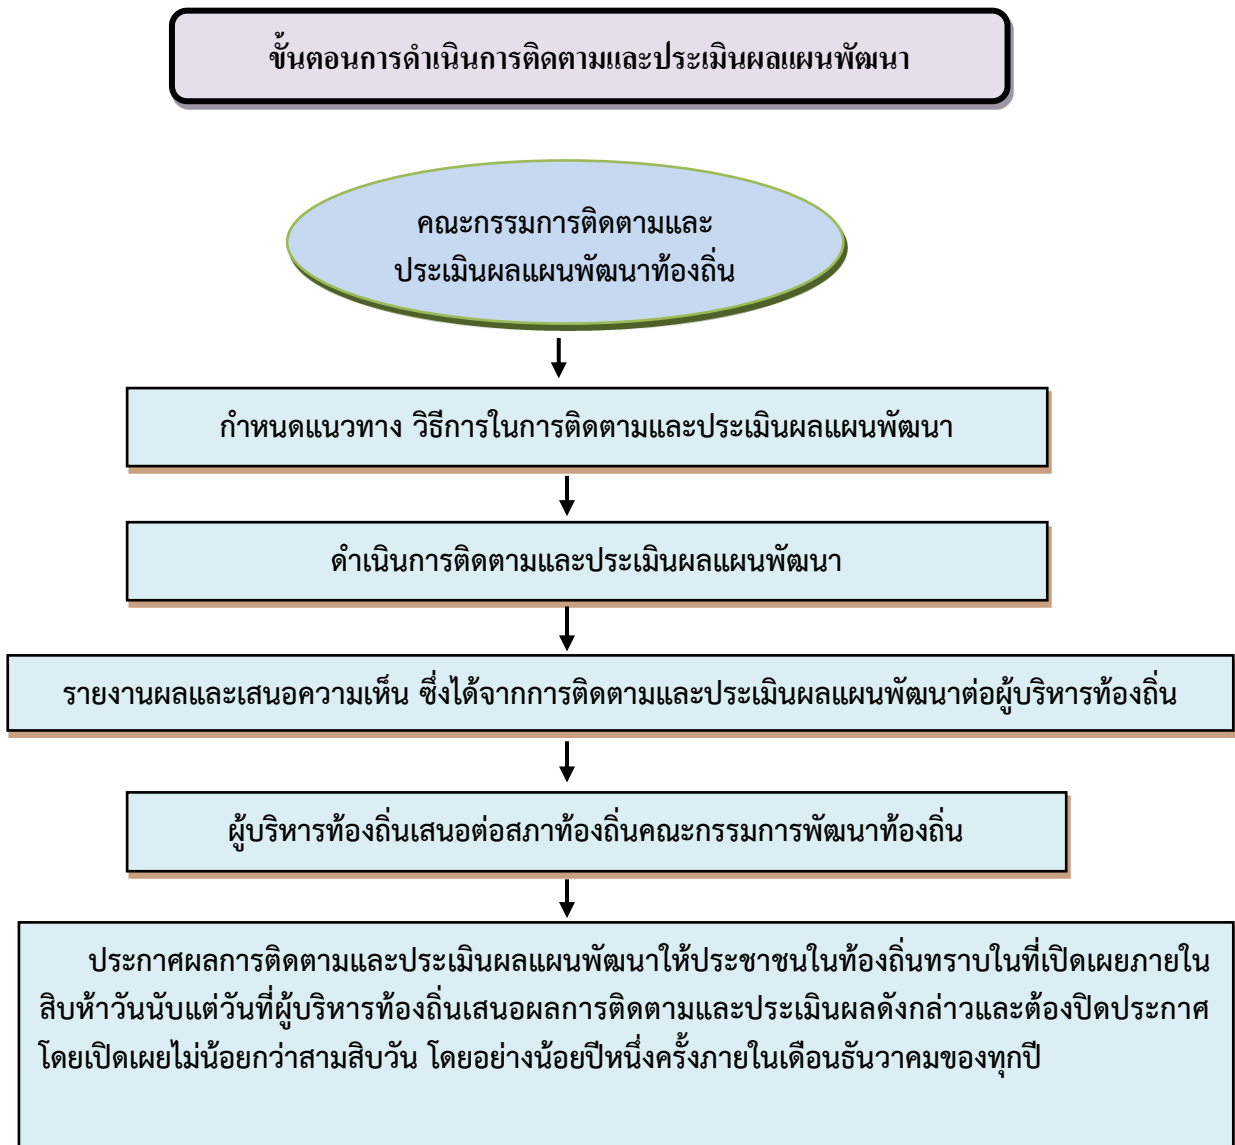 ขั้นตอนการดำเนินการติดตามและประเมินผลแผนพัฒนา
คณะกรรมการติดตามและ
ประเมินผลแผนพัฒนาท้องถิ่น
กำหนดแนวทาง วิธีการในการติดตามและประเมินผลแผนพัฒนา
ดำเนินการติดตามและประเมินผลแผนพัฒนา
รายงานผลและเสนอความเห็น ซึ่งได้จากการติดตามและประเมินผลแผนพัฒนาต่อผู้บริหารท้องถิ่น
ผู้บริหารท้องถิ่นเสนอต่อสภาท้องถิ่นคณะกรรมการพัฒนาท้องถิ่น
ประกาศผลการติดตามและประเมินผลแผนพัฒนาให้ประชาชนในท้องถิ่นทราบในที่เปิดเผยภายใน
สิบห้าวันนับแต่วันที่ผู้บริหารท้องถิ่นเสนอผลการติดตามและประเมินผลดังกล่าวและต้องปิดประกาศ
โดยเปิดเผยไม่น้อยกว่าสามสิบวัน โดยอย่างน้อยปีหนึ่งครั้งภายในเดือนธันวาคมของทุกปี